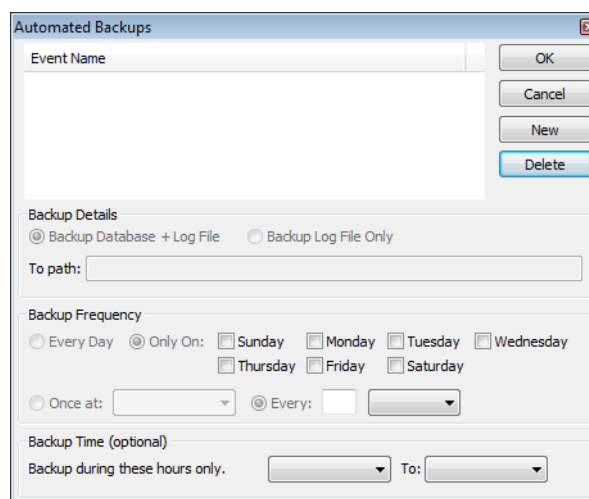 Automated Backups
Event Name
OK
Cancel
New
Delete
Backup Details
Backup Database + Log File Backup Log File Only
To path:
Backup Frequency
Every Day Only On: Sunday Monday Tuesday Wednesday
Thursday Friday Saturday
Once at: Every:
Backup Time (optional)
Backup during these hours only. To: